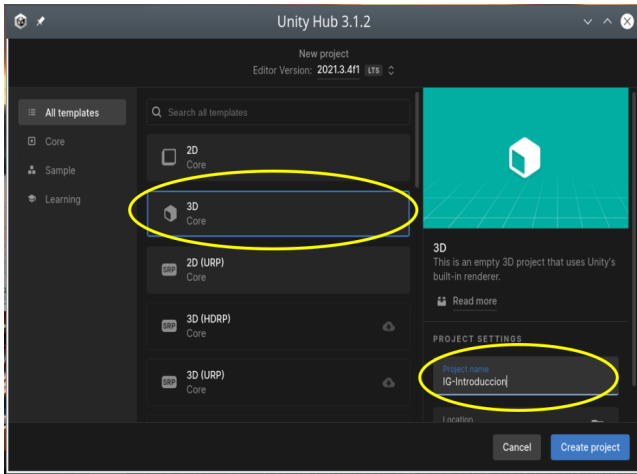 Unity Hub 3.1.2
New project
Editor Version: 2021.3.4f1 LTS
All templates
Core
Sample
Learning
Search all templates
2D
Core
3D
Core
SRP
2D (URP)
Core
SRP
3D (HDRP)
Core
SRP
3D (URP)
Core
3D
This is an empty 3D project that uses Unity's
built-in renderer.
Read more
PROJECT SETTINGS
Project name
IG-Introduccion
Location
Cancel
Create project